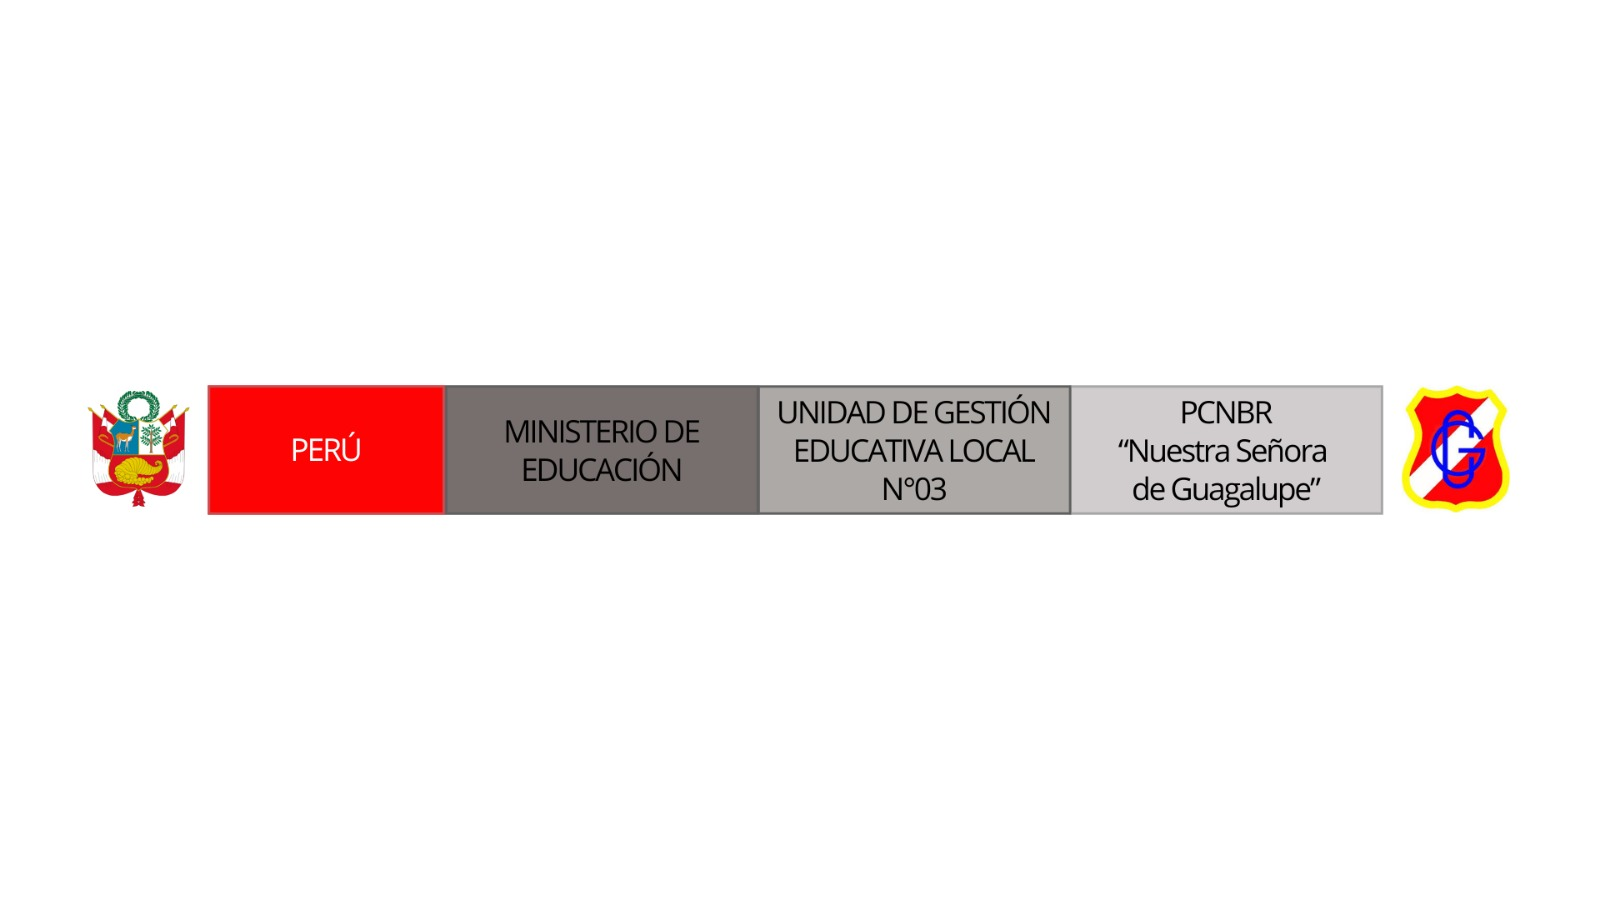 PERÚ
MINISTERIO DE
EDUCACIÓN
UNIDAD DE GESTIÓN
EDUCATIVA LOCAL
N°03
PCNBR
“Nuestra Señora
de Guagalupe”